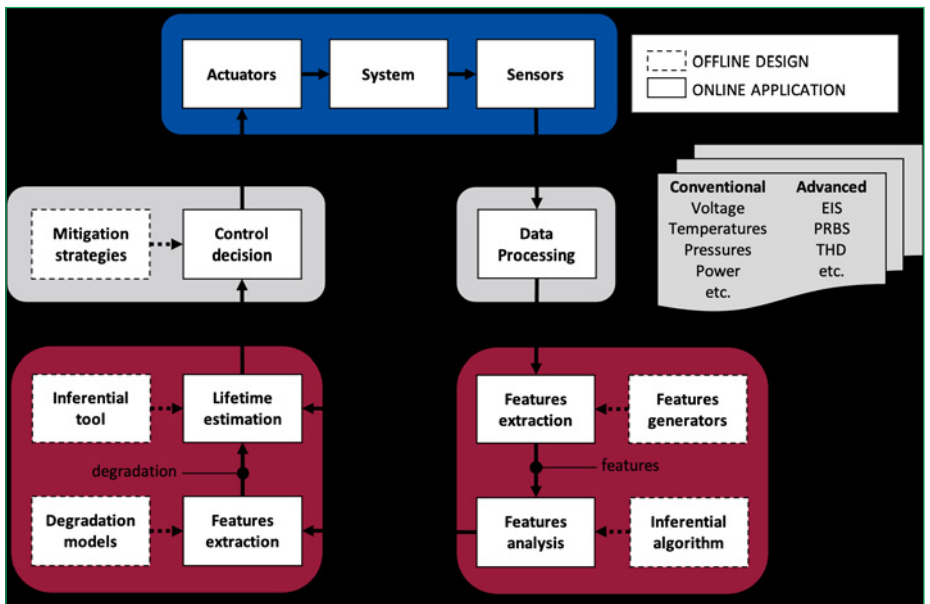 Actuators
System
Sensors
OFFLINE DESIGN
ONLINE APPLICATION
Conventional
Advanced
Voltage
EIS
Temperatures
PRBS
Pressures
THD
Power
etc.
etc.
Mitigation
strategies
Control
decision
Data
Processing
Inferential
tool
Lifetime
estimation
Features
extraction
Features
generators
degradation
features
Degradation
models
Features
extraction
Features
analysis
Inferential
algorithm